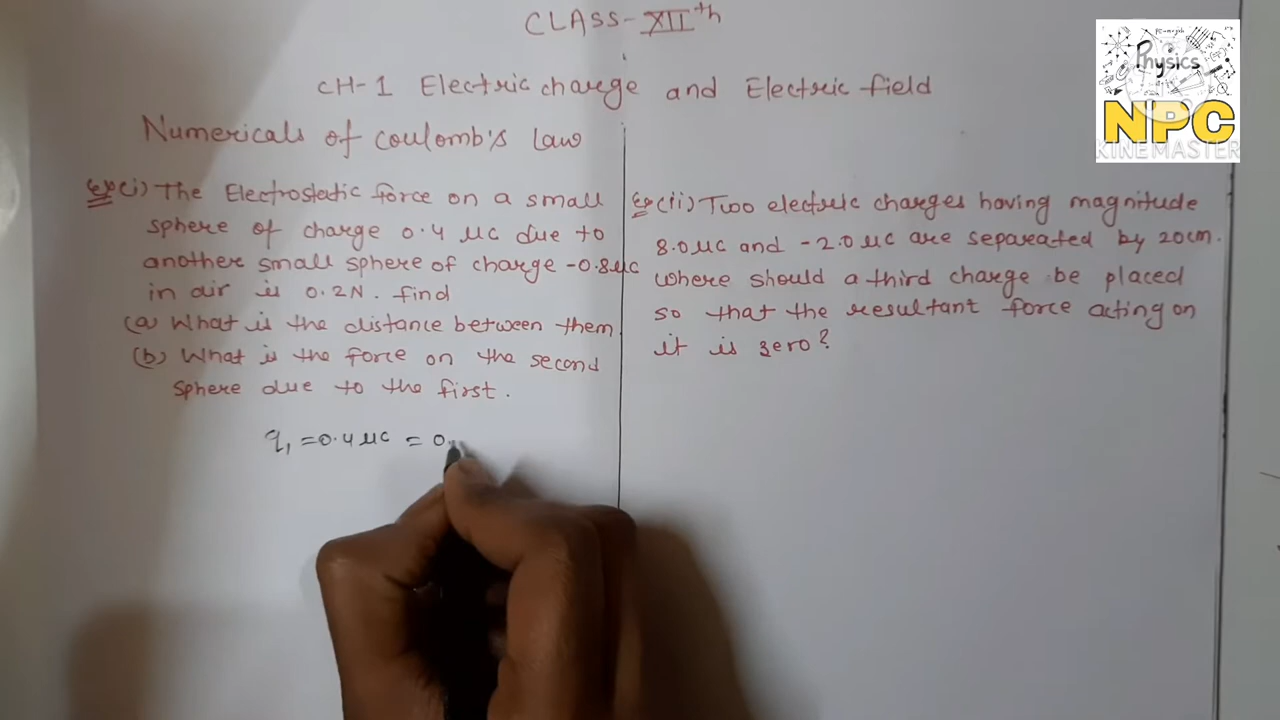 CLASS-XIIth
CH-1 Electric charge and Electric field
Numericals of Coulomb's Law
Ex(i) The Electrostatic force on a small
sphere of charge 0.4 μC due to
another small sphere of charge -0.8μC
in air is 0.2N. find
(a) What is the distance between them
(b) What is the force on the second
sphere due to the first.
q₁ = 0.4 μC = 0.
Ex(ii) Two electric charges having magnitude
8.0μC and -2.0μC are separated by 20cm.
where should a third charge be placed
so that the resultant force acting on
it is zero?
Physics
NPC
KINEMASTER